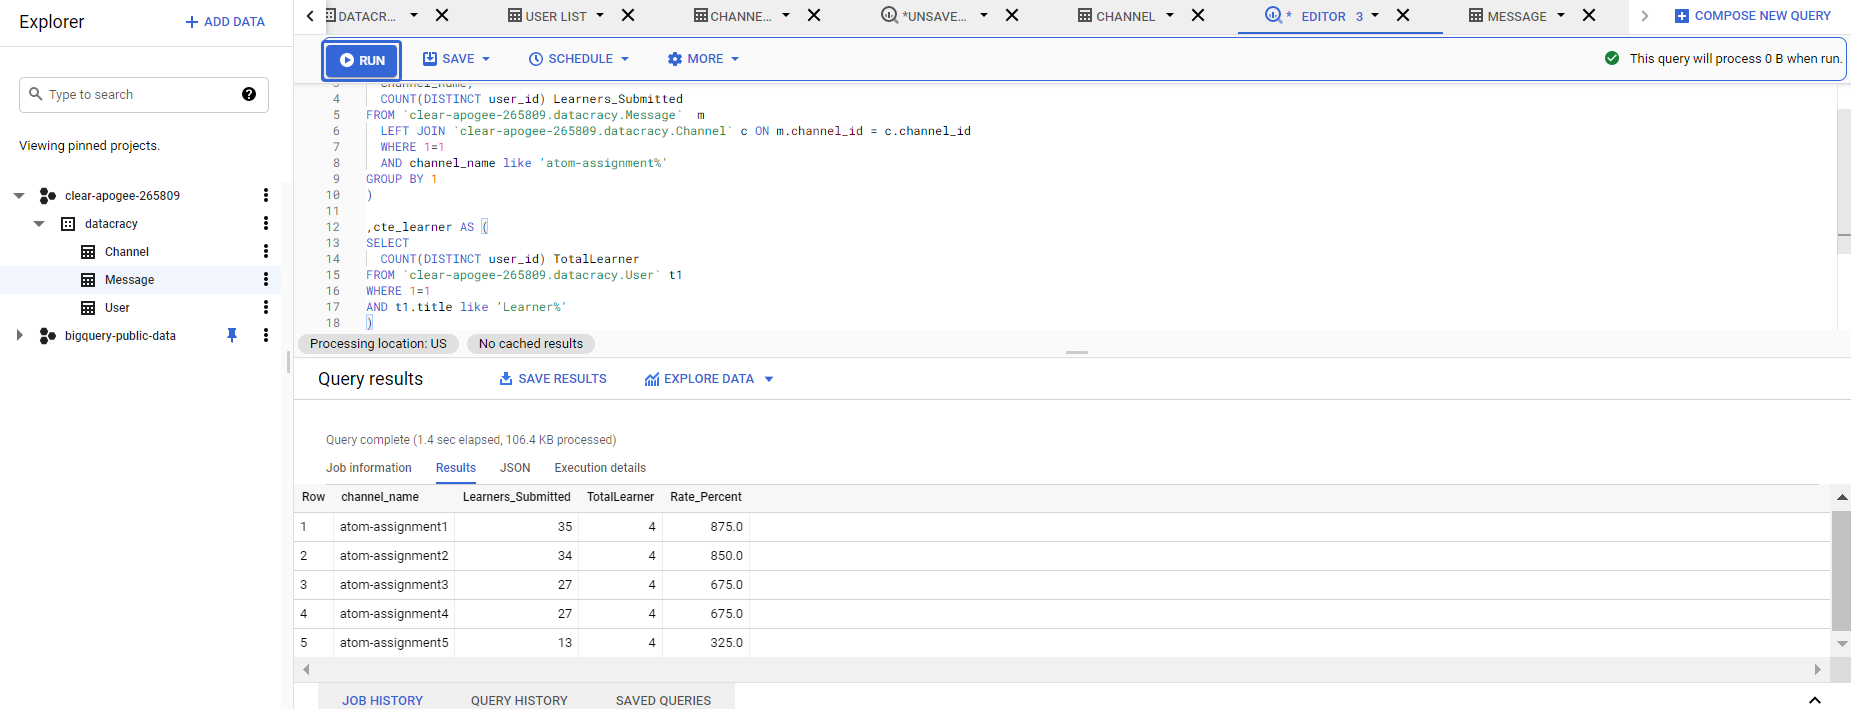 Explorer
ADD DATA
Type to search
Viewing pinned projects.
clear-apogee-265809
datacracy
Channel
Message
User
bigquery-public-data
DATACR...
USER LIST
CHANNE...
*UNSAVE...
CHANNEL
* EDITOR 3
MESSAGE
COMPOSE NEW QUERY
RUN
SAVE
SCHEDULE
MORE
This query will process 0 B when run.
3 channel_name,
4 COUNT(DISTINCT user_id) Learners_Submitted
5 FROM `clear-apogee-265809.datacracy.Message` m
6 LEFT JOIN `clear-apogee-265809.datacracy.Channel` c ON m.channel_id = c.channel_id
7 WHERE 1=1
8 AND channel_name like 'atom-assignment%'
9 GROUP BY 1
10 )
11
12 ,cte_learner AS (
13 SELECT
14 COUNT(DISTINCT user_id) TotalLearner
15 FROM `clear-apogee-265809.datacracy.User` t1
16 WHERE 1=1
17 AND t1.title like 'Learner%'
18 )
Processing location: US
No cached results
Query results
SAVE RESULTS
EXPLORE DATA
Query complete (1.4 sec elapsed, 106.4 KB processed)
Job information
Results
JSON
Execution details
Row channel_name Learners_Submitted TotalLearner Rate_Percent
1 atom-assignment1 35 4 875.0
2 atom-assignment2 34 4 850.0
3 atom-assignment3 27 4 675.0
4 atom-assignment4 27 4 675.0
5 atom-assignment5 13 4 325.0
JOB HISTORY
QUERY HISTORY
SAVED QUERIES